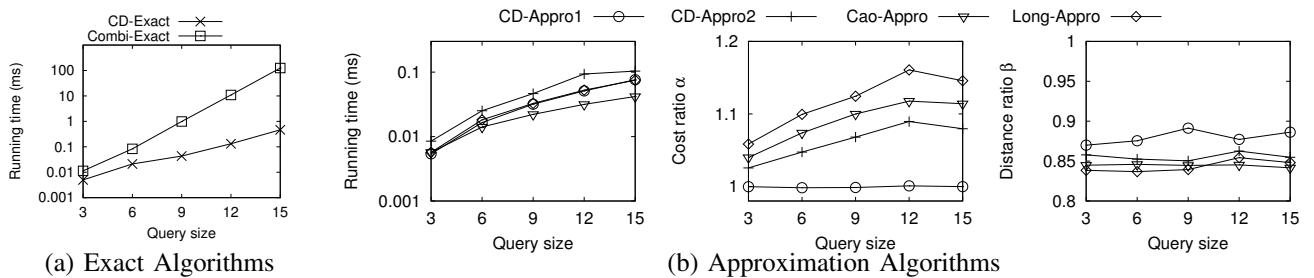 CD-Exact
Combi-Exact
Running time (ms)
100
10
1
0.1
0.01
0.001
3 6 9 12 15
Query size
(a) Exact Algorithms
CD-Appro1 CD-Appro2 Cao-Appro Long-Appro
Running time (ms)
0.1
0.01
0.001
3 6 9 12 15
Query size
Cost ratio α
1.2
1.1
1
3 6 9 12 15
Query size
Distance ratio β
1
0.95
0.9
0.85
0.8
3 6 9 12 15
Query size
(b) Approximation Algorithms